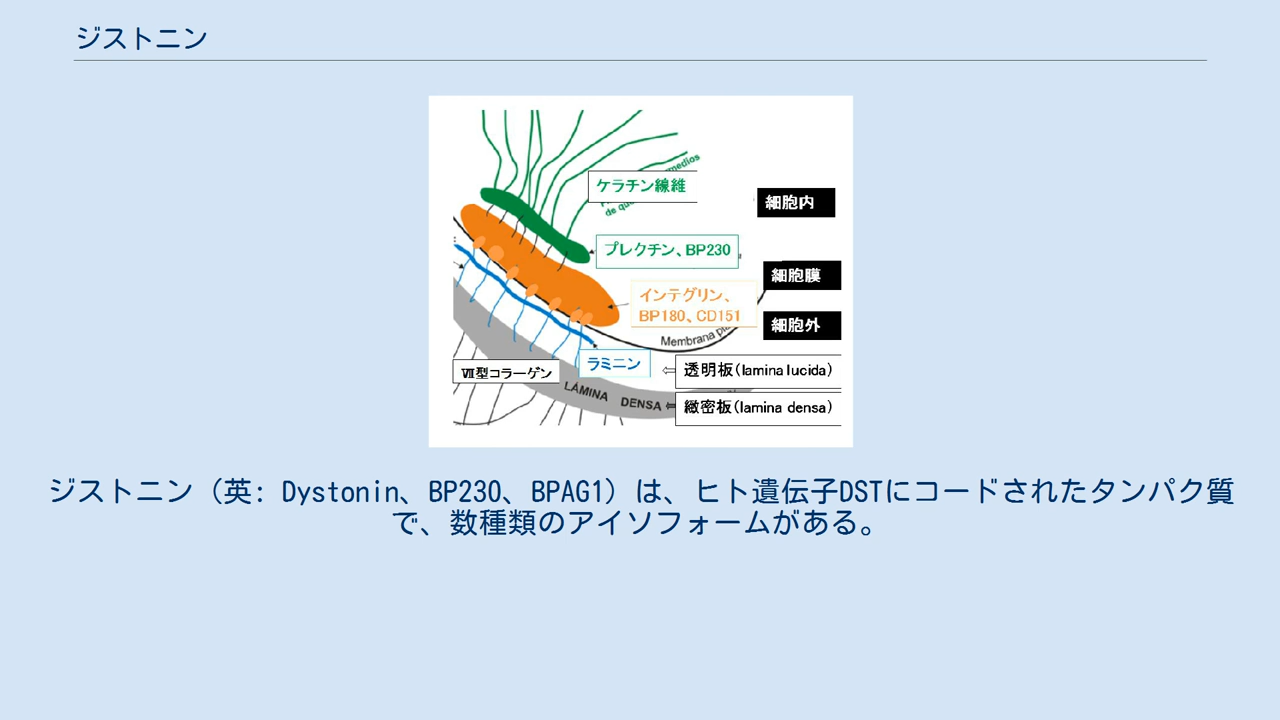 ジストニン
medios
ケラチン線維
de qu
細胞内
プレクチン、BP230
細胞膜
インテグリン、
BP180、CD151
細胞外
Membrana
ラミニン
透明板(lamina lucida)
Ⅶ型コラーゲン
LÁMINA DENSA
緻密板(lamina densa)
ジストニン（英: Dystonin、BP230、BPAG1）は、ヒト遺伝子DSTにコードされたタンパク質
で、数種類のアイソフォームがある。